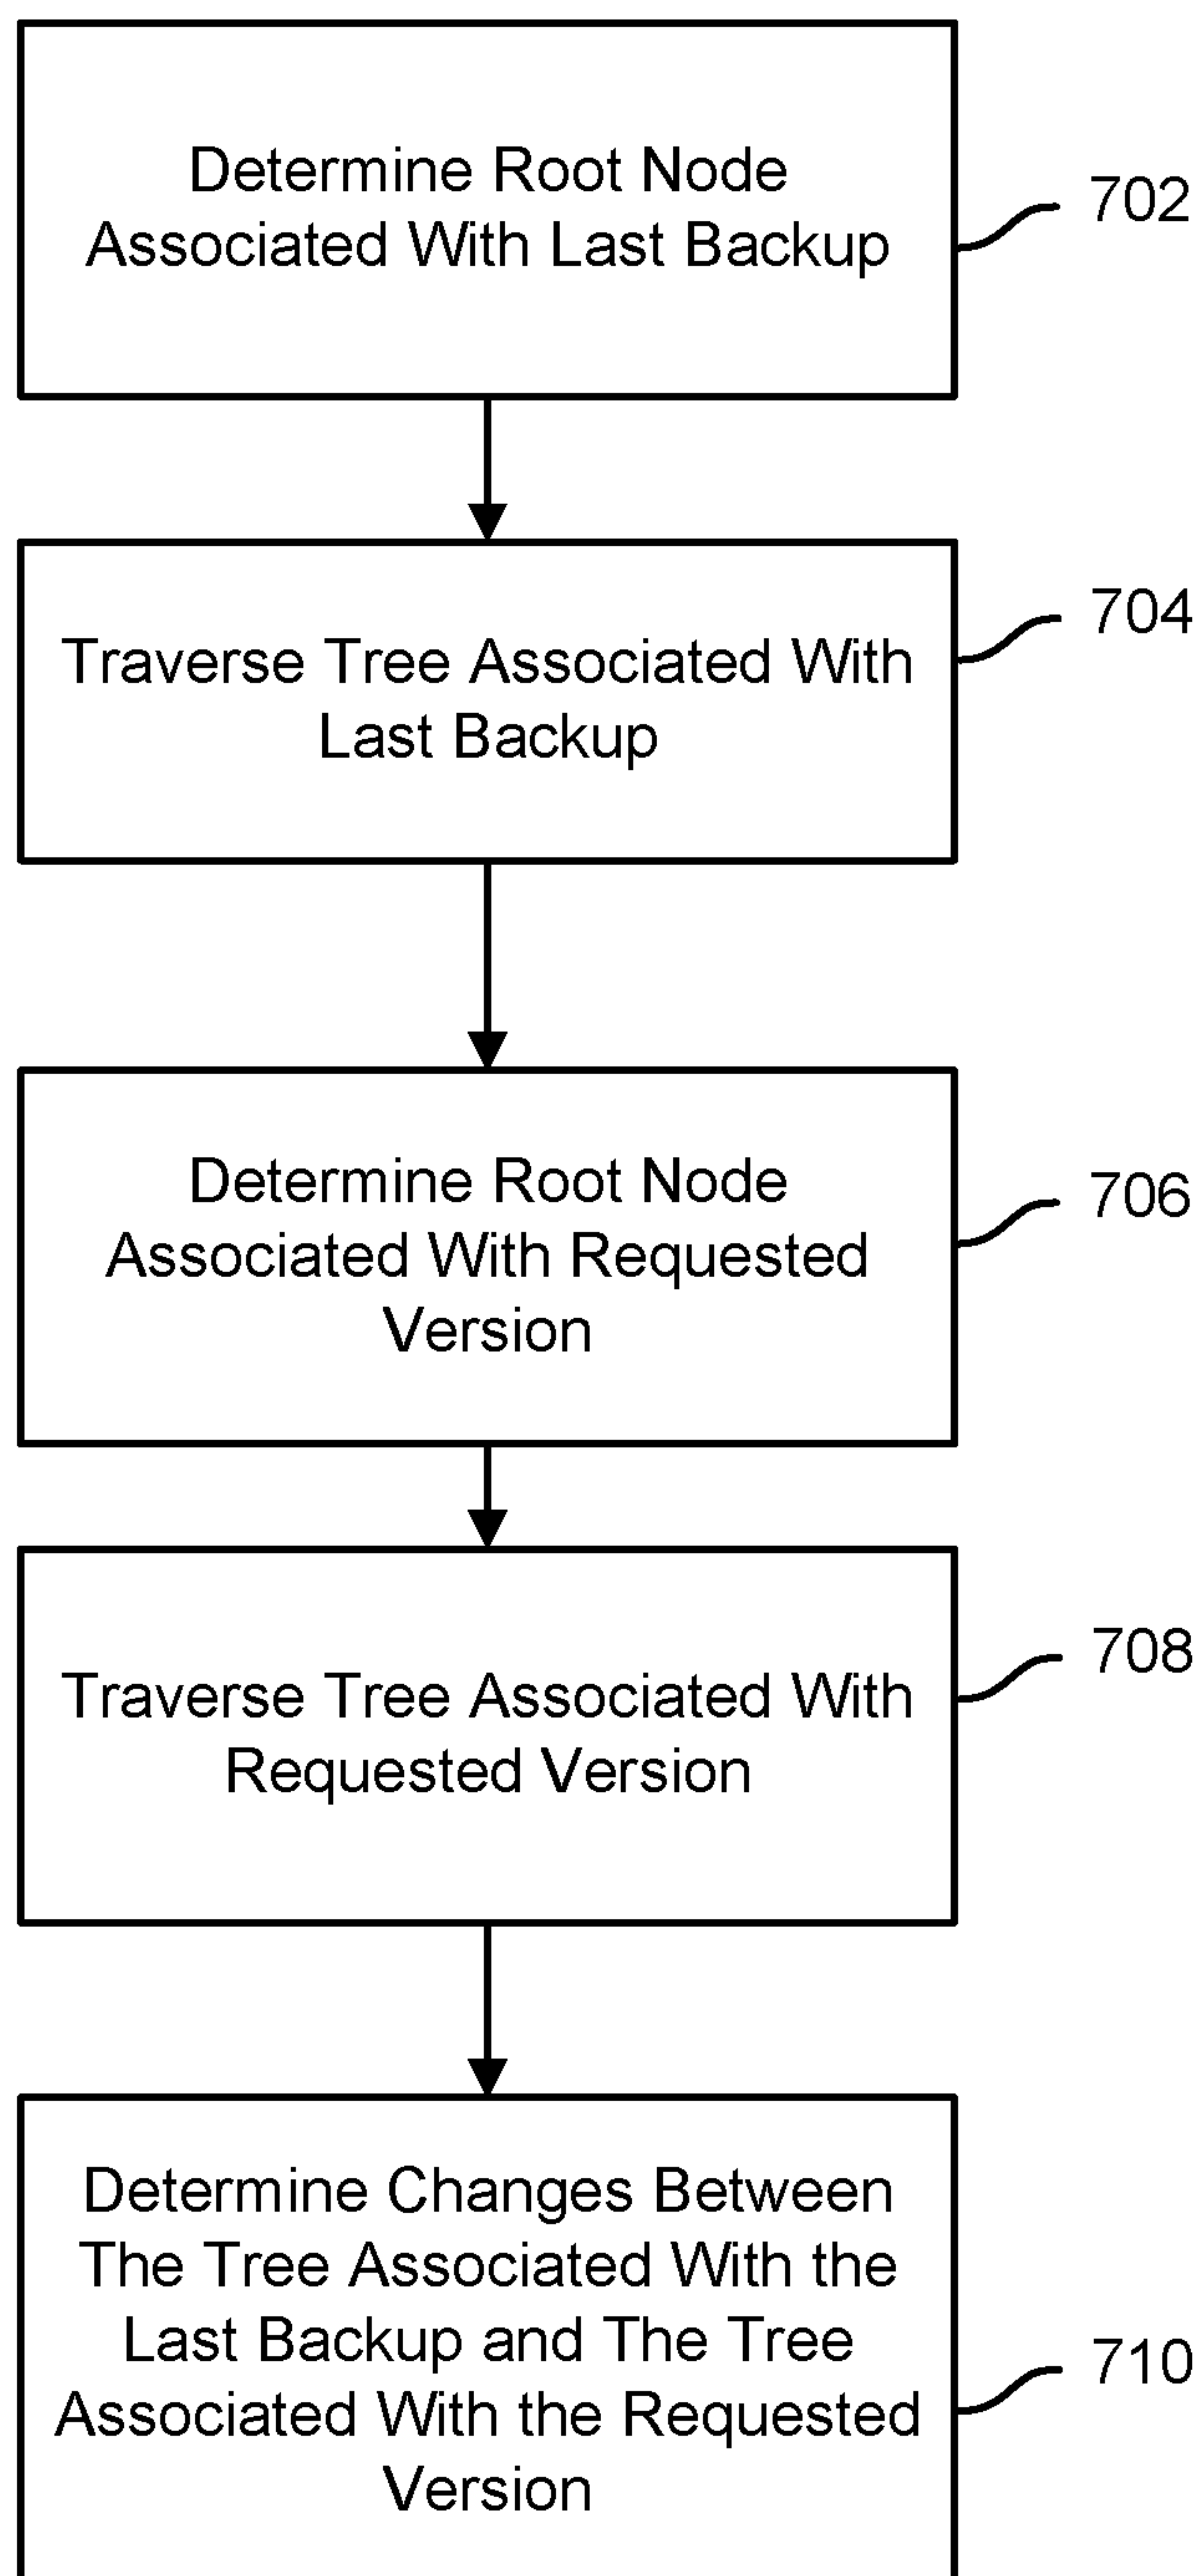 Determine Root Node
Associated With Last Backup
702
Traverse Tree Associated With
Last Backup
704
Determine Root Node
Associated With Requested
Version
706
Traverse Tree Associated With
Requested Version
708
Determine Changes Between
The Tree Associated With the
Last Backup and The Tree
Associated With the Requested
Version
710